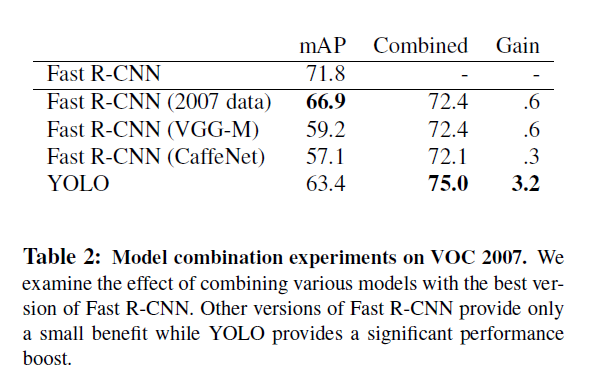 mAP Combined Gain
Fast R-CNN 71.8 - -
Fast R-CNN (2007 data) 66.9 72.4 .6
Fast R-CNN (VGG-M) 59.2 72.4 .6
Fast R-CNN (CaffeNet) 57.1 72.1 .3
YOLO 63.4 75.0 3.2
Table 2: Model combination experiments on VOC 2007. We
examine the effect of combining various models with the best ver-
sion of Fast R-CNN. Other versions of Fast R-CNN provide only
a small benefit while YOLO provides a significant performance
boost.